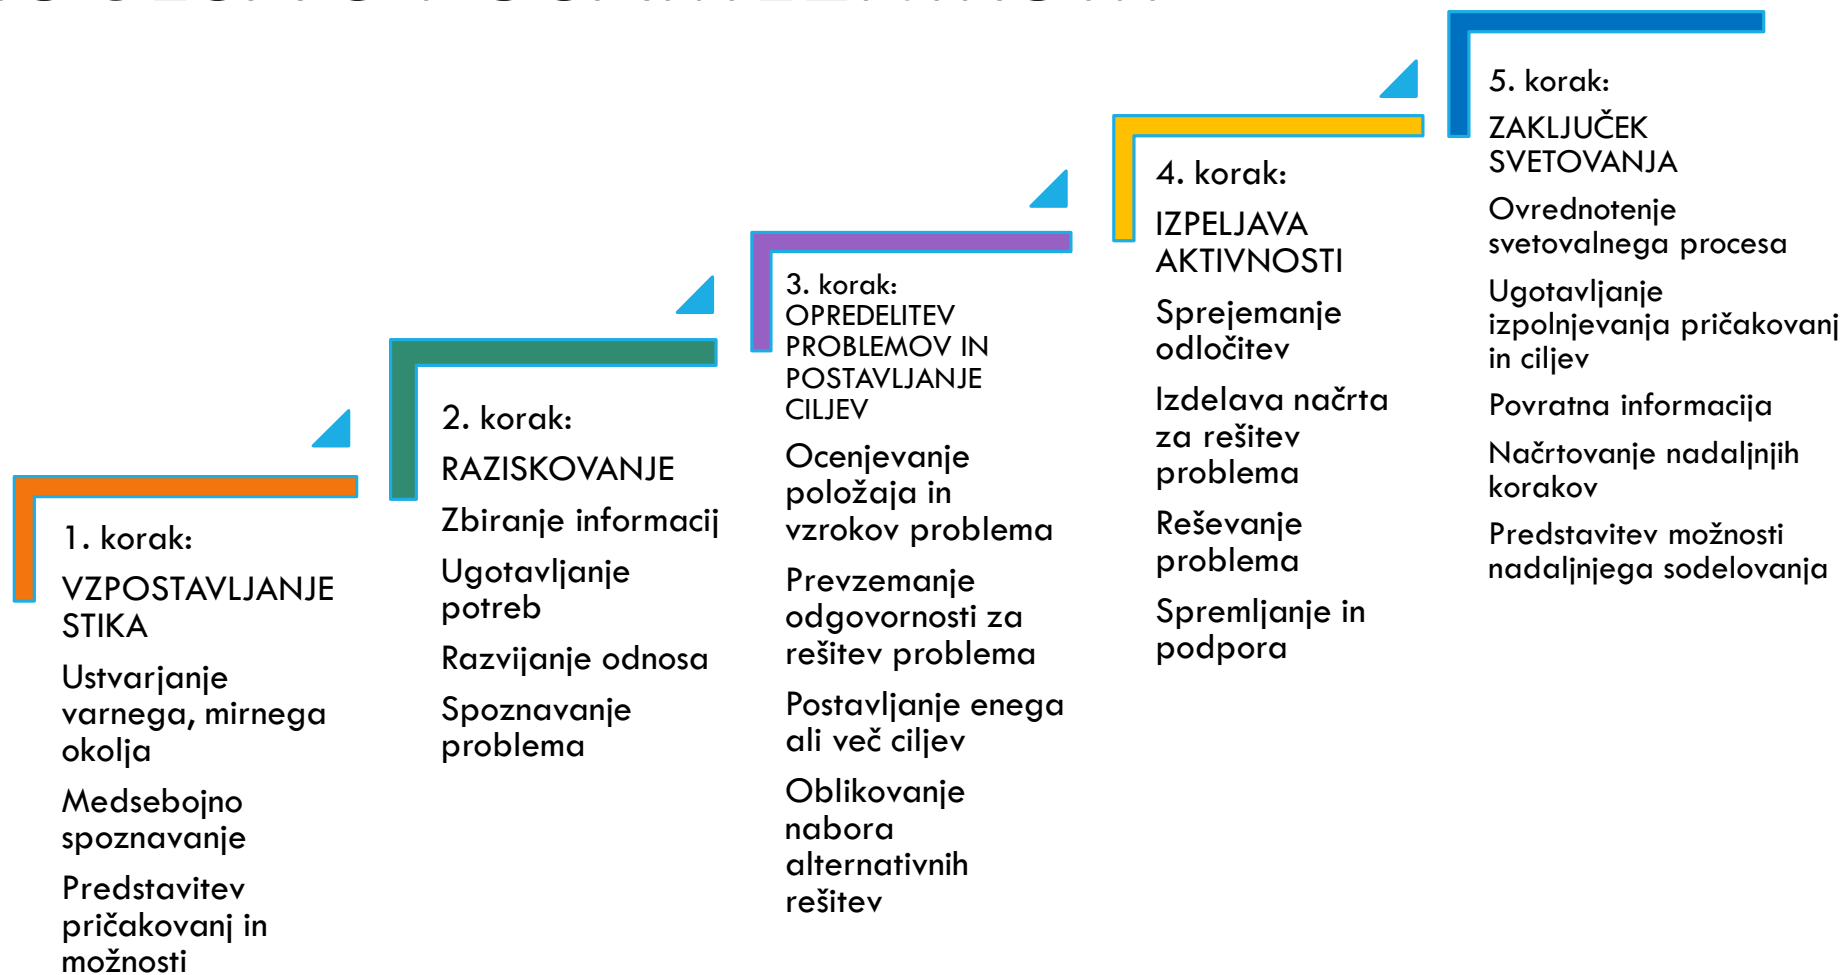 1. korak:
VZPOSTAVLJANJE
STIKA
Ustvarjanje
varnega, mirnega
okolja
Medsebojno
spoznavanje
Predstavitev
pričakovanj in
možnosti
2. korak:
RAZISKOVANJE
Zbiranje informacij
Ugotavljanje
potreb
Razvijanje odnosa
Spoznavanje
problema
3. korak:
OPREDELITEV
PROBLEMOV IN
POSTAVLJANJE
CILJEV
Ocenjevanje
položaja in
vzrokov problema
Prevzemanje
odgovornosti za
rešitev problema
Postavljanje enega
ali več ciljev
Oblikovanje
nabora
alternativnih
rešitev
4. korak:
IZPELJAVA
AKTIVNOSTI
Sprejemanje
odločitev
Izdelava načrta
za rešitev
problema
Reševanje
problema
Spremljanje in
podpora
5. korak:
ZAKLJUČEK
SVETOVANJA
Ovrednotenje
svetovalnega procesa
Ugotavljanje
izpolnjevanja pričakovanj
in ciljev
Povratna informacija
Načrtovanje nadaljnjih
korakov
Predstavitev možnosti
nadaljnjega sodelovanja